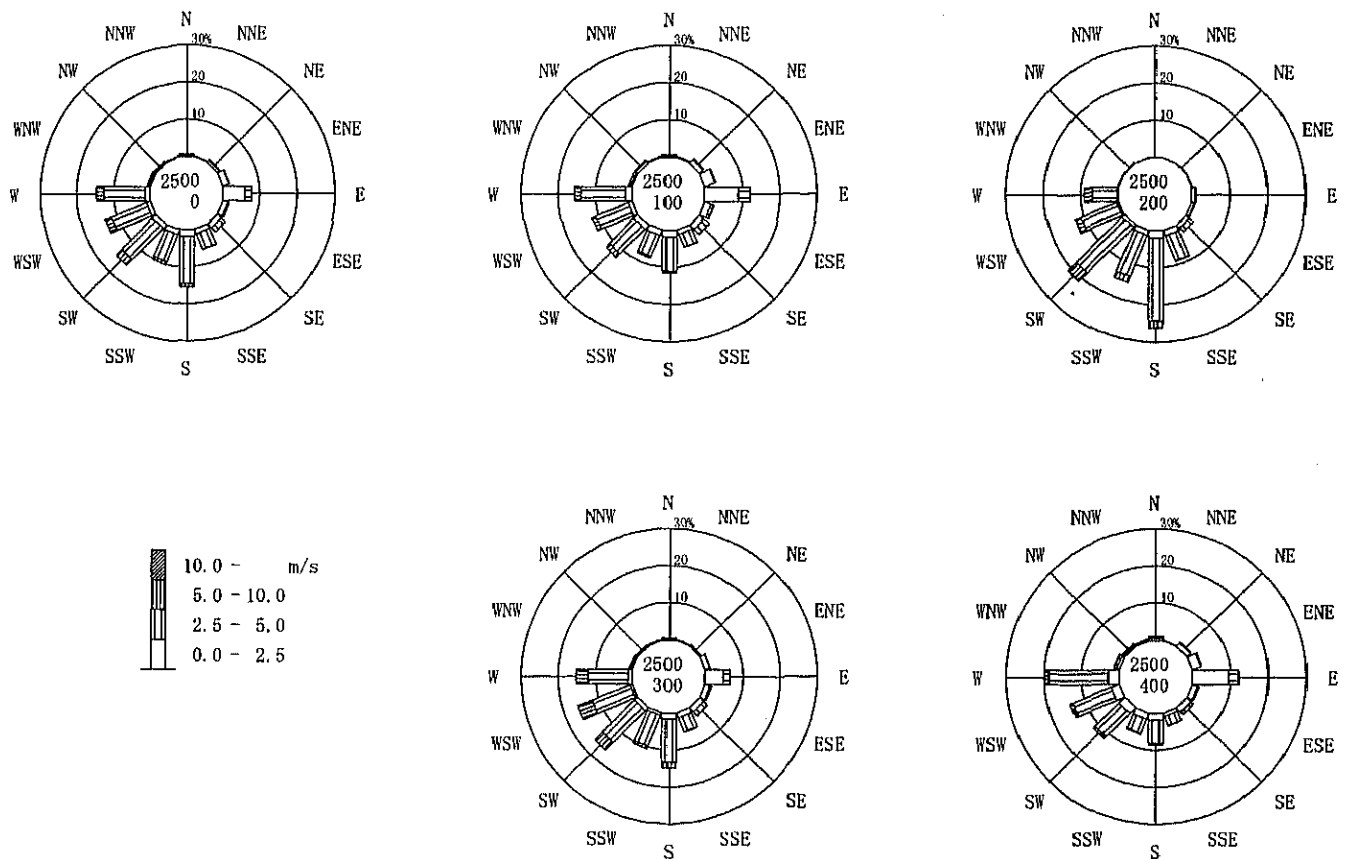 N
NNW 30% NNE
NW 20 NE
10
WNW ENE
2500
W 0 E
WSW ESE
SW SE
SSW SSE
S
N
NNW 30% NNE
NW 20 NE
10
WNW ENE
2500
W 100 E
WSW ESE
SW SE
SSW SSE
S
N
NNW 30% NNE
NW 20 NE
10
WNW ENE
2500
W 200 E
WSW ESE
SW SE
SSW SSE
S
10.0 - m/s
5.0 - 10.0
2.5 - 5.0
0.0 - 2.5
N
NNW 30% NNE
NW 20 NE
10
WNW ENE
2500
W 300 E
WSW ESE
SW SE
SSW SSE
S
N
NNW 30% NNE
NW 20 NE
10
WNW ENE
2500
W 400 E
WSW ESE
SW SE
SSW SSE
S